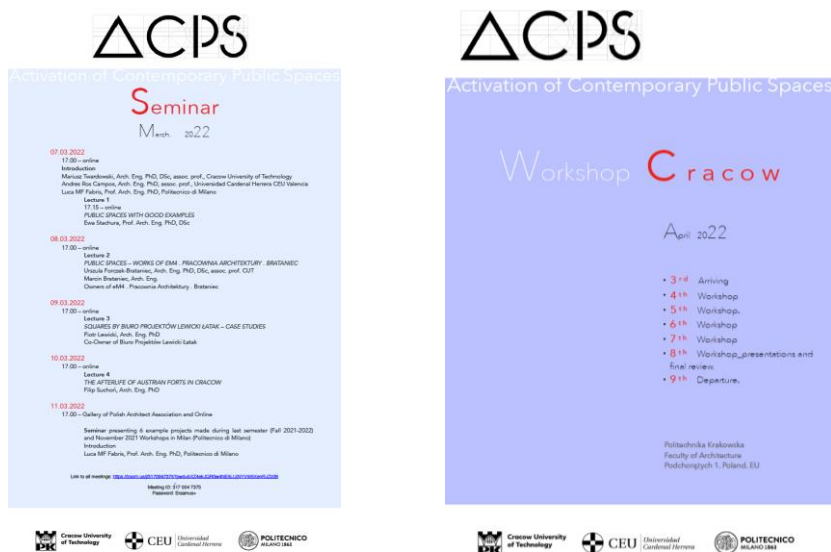 ACPS
Activation of Contemporary Public Spaces
Seminar
March 2022
07.03.2022
17.00 – online
Introduction
Mariusz Twardowski, Arch. Eng. PhD, DSc, assoc. prof., Cracow University of Technology
Andres Ros Campos, Arch. Eng. PhD, assoc. prof., Universidad Cardenal Herrera CEU Valencia
Luca MF Fabris, Prof. Arch. Eng. PhD, Politecnico di Milano
Lecture 1
17.15 – online
PUBLIC SPACES WITH GOOD EXAMPLES
Ewa Stachura, Prof. Arch. Eng. PhD, DSc
08.03.2022
17.00 – online
Lecture 2
PUBLIC SPACES – WORKS OF EM4 . PRACOWNIA ARCHITEKTURY . BRATANIEC
Urszula Forczek-Brataniec, Arch. Eng. PhD, DSc, assoc. prof. CUT
Marcin Brataniec, Arch. Eng.
Owners of eM4 . Pracownia Architektury . Brataniec
09.03.2022
17.00 – online
Lecture 3
SQUARES BY BIURO PROJEKTÓW LEWICKI ŁATAK – CASE STUDIES
Piotr Lewicki, Arch. Eng. PhD
Co-Owner of Biuro Projektów Lewicki Łatak
10.03.2022
17.00 – online
Lecture 4
THE AFTERLIFE OF AUSTRIAN FORTS IN CRACOW
Filip Suchoń, Arch. Eng. PhD
11.03.2022
17.00 – Gallery of Polish Architect Association and Online
Seminar presenting 6 example projects made during last semester (Fall 2021-2022)
and November 2021 Workshops in Milan (Politecnico di Milano)
Introduction
Luca MF Fabris, Prof. Arch. Eng. PhD, Politecnico di Milano
Link to all meetings:
Meeting ID: 917 084 7375
Password: Erasmus+
PK
Cracow University
of Technology
CEU
Universidad
Cardenal Herrera
POLITECNICO
MILANO 1863
ACPS
Activation of Contemporary Public Spaces
Workshop Cracow
April 2022
• 3rd Arriving
• 4th Workshop
• 5th Workshop.
• 6th Workshop
• 7th Workshop
• 8th Workshop_presentations and
final review.
• 9th Departure.
Politechnika Krakowska
Faculty of Architecture
Podchorążych 1. Poland. EU
PK
Cracow University
of Technology
CEU
Universidad
Cardenal Herrera
POLITECNICO
MILANO 1863